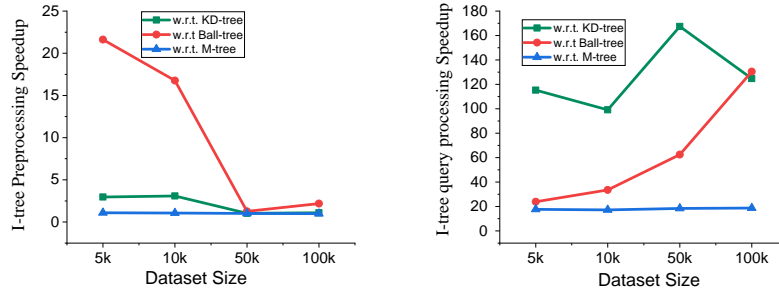 w.r.t. KD-tree
w.r.t Ball-tree
w.r.t. M-tree
I-tree Preprocessing Speedup
25
20
15
10
5
0
5k
10k
50k
100k
Dataset Size
w.r.t. KD-tree
w.r.t Ball-tree
w.r.t. M-tree
I-tree query processing Speedup
180
160
140
120
100
80
60
40
20
0
5k
10k
50k
100k
Dataset Size